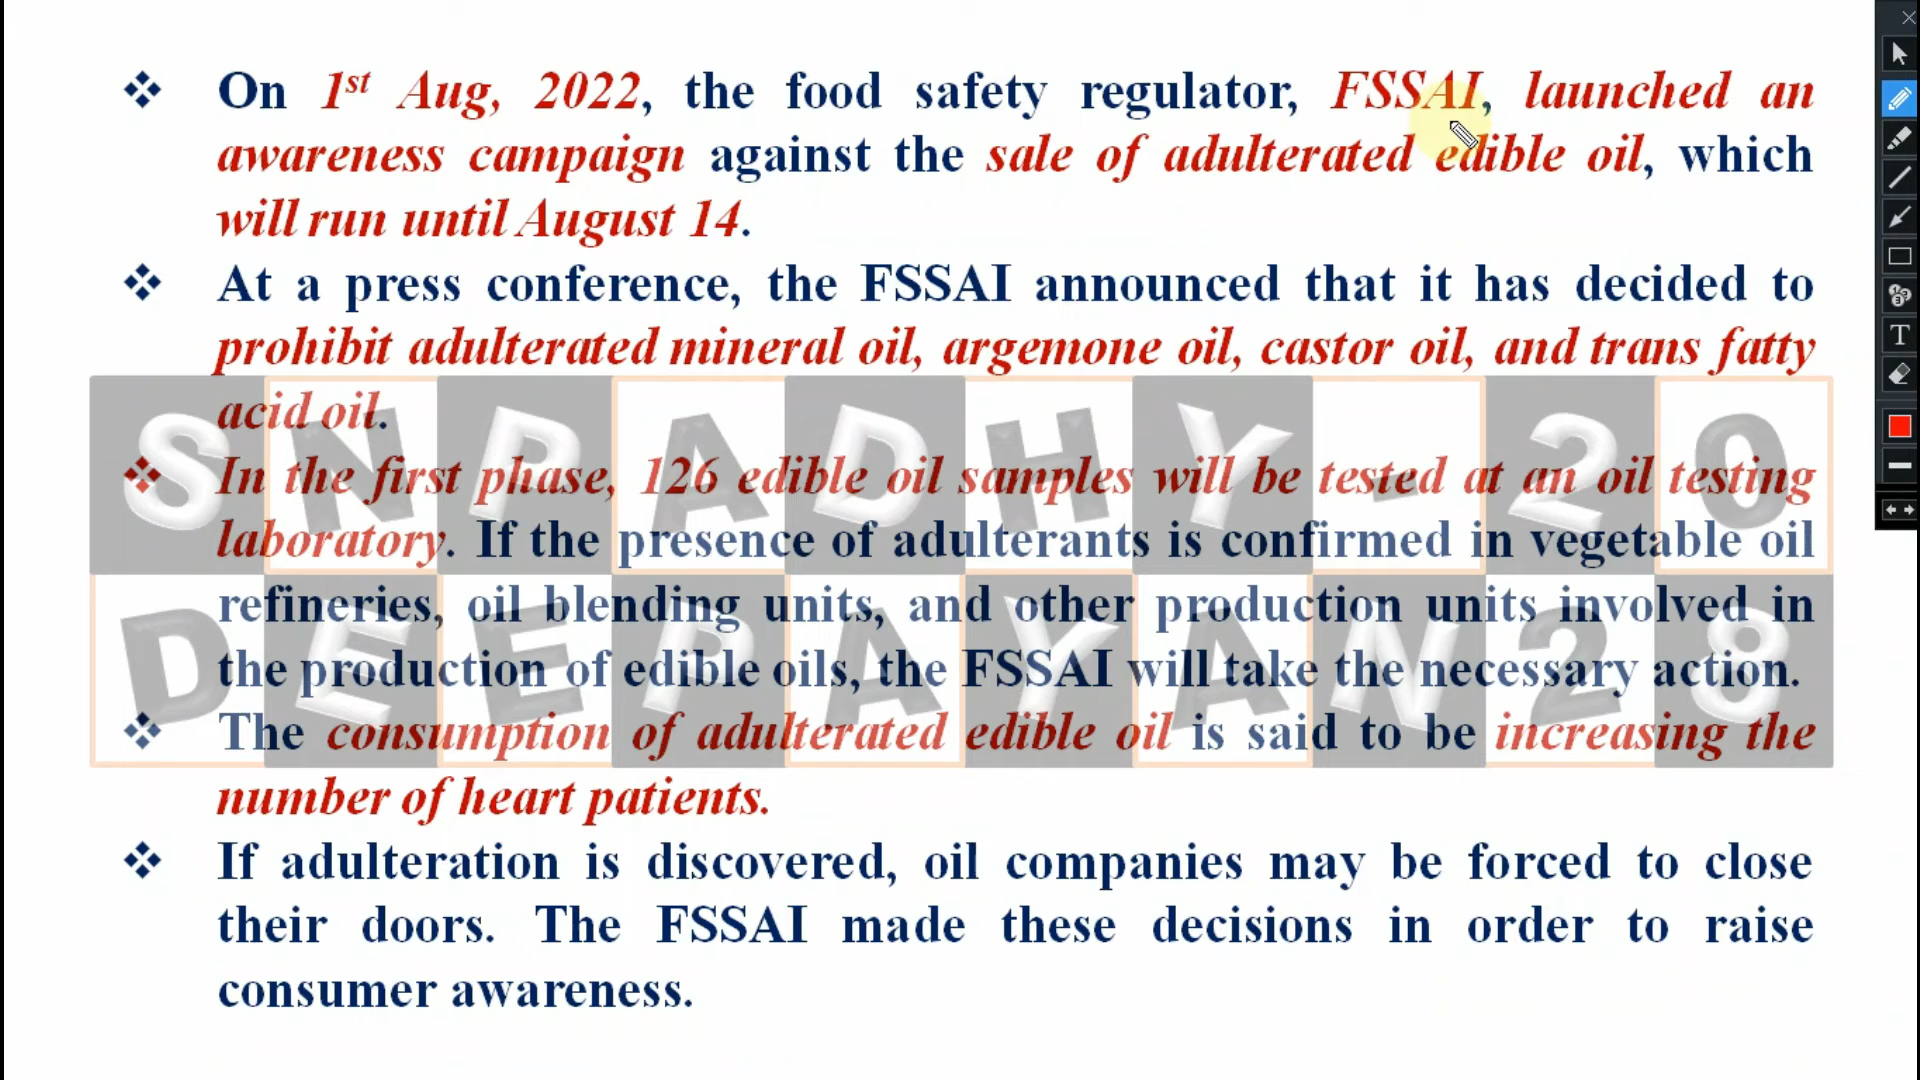 ❖ On 1st Aug, 2022, the food safety regulator, FSSAI, launched an
awareness campaign against the sale of adulterated edible oil, which
will run until August 14.
❖ At a press conference, the FSSAI announced that it has decided to
prohibit adulterated mineral oil, argemone oil, castor oil, and trans fatty
acid oil.
❖ In the first phase, 126 edible oil samples will be tested at an oil testing
laboratory. If the presence of adulterants is confirmed in vegetable oil
refineries, oil blending units, and other production units involved in
the production of edible oils, the FSSAI will take the necessary action.
❖ The consumption of adulterated edible oil is said to be increasing the
number of heart patients.
❖ If adulteration is discovered, oil companies may be forced to close
their doors. The FSSAI made these decisions in order to raise
consumer awareness.
SNPADHY-20
DEEPAYAN28
T